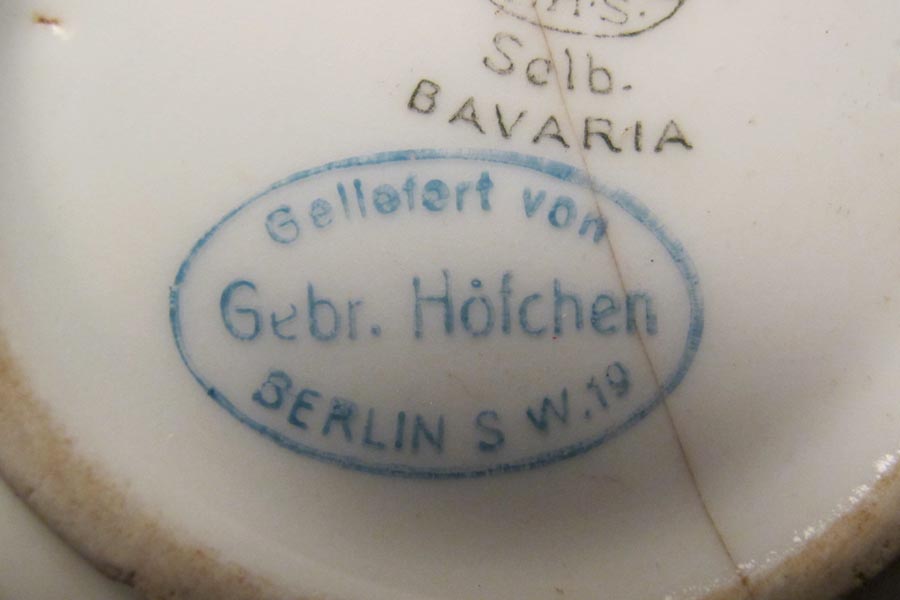 H.S.
Selb.
BAVARIA
Geliefert von
Gebr. Höfchen
BERLIN S W.19